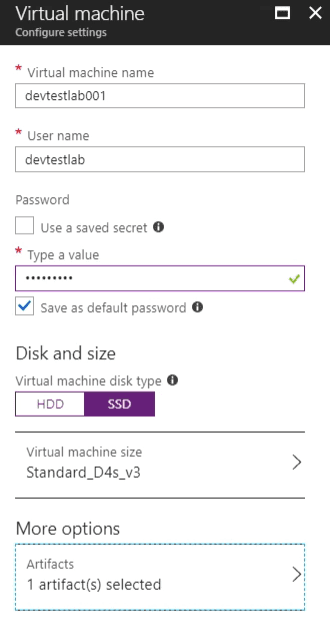 Virtual machine
Configure settings
* Virtual machine name
devtestlab001
* User name
devtestlab
Password
Use a saved secret
* Type a value
•••••••••
Save as default password
Disk and size
Virtual machine disk type
HDD SSD
Virtual machine size
Standard_D4s_v3
More options
Artifacts
1 artifact(s) selected